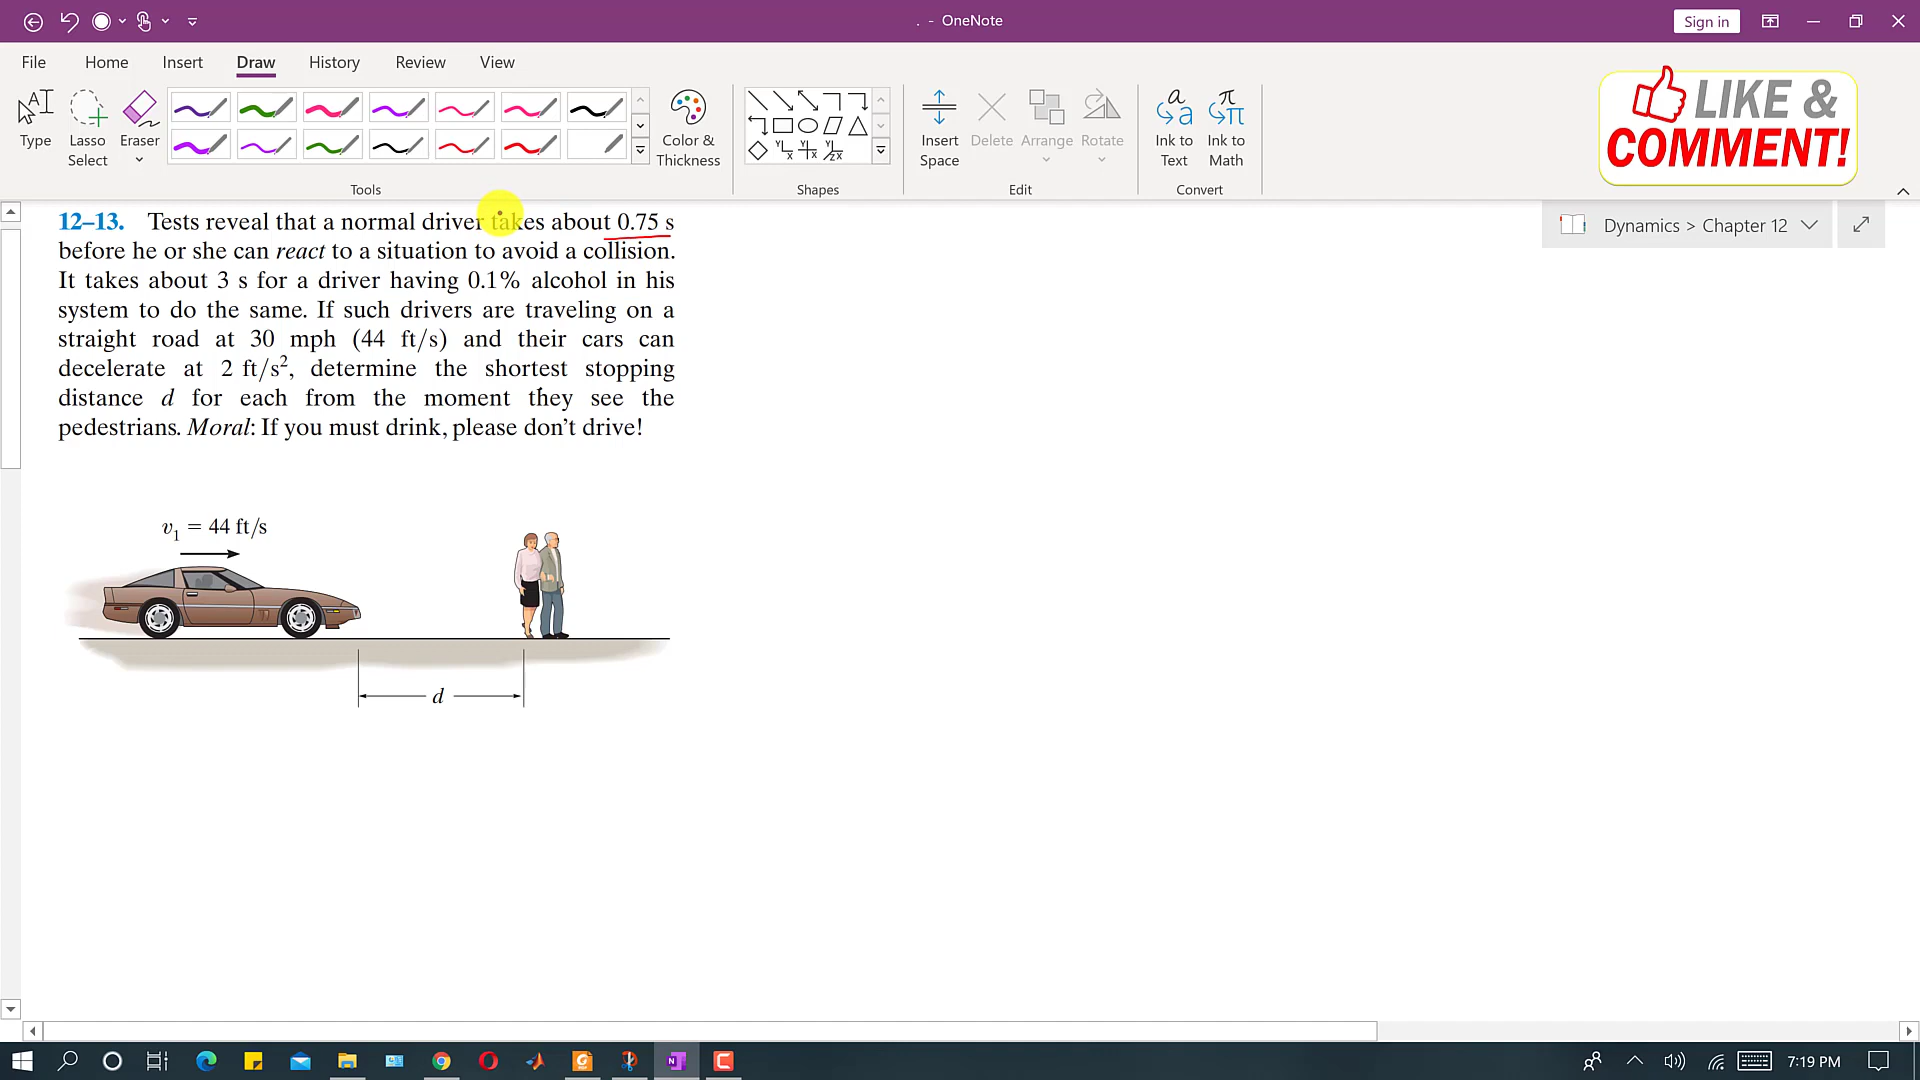 . - OneNote
Sign in
File Home Insert Draw History Review View
Type
Lasso Select
Eraser
Color & Thickness
Insert Space
Delete
Arrange
Rotate
Ink to Text
Ink to Math
Tools
Shapes
Edit
Convert
LIKE &
COMMENT!
Dynamics > Chapter 12
12–13. Tests reveal that a normal driver takes about 0.75 s
before he or she can react to a situation to avoid a collision.
It takes about 3 s for a driver having 0.1% alcohol in his
system to do the same. If such drivers are traveling on a
straight road at 30 mph (44 ft/s) and their cars can
decelerate at 2 ft/s², determine the shortest stopping
distance d for each from the moment they see the
pedestrians. Moral: If you must drink, please don’t drive!
v₁ = 44 ft/s
d
7:19 PM